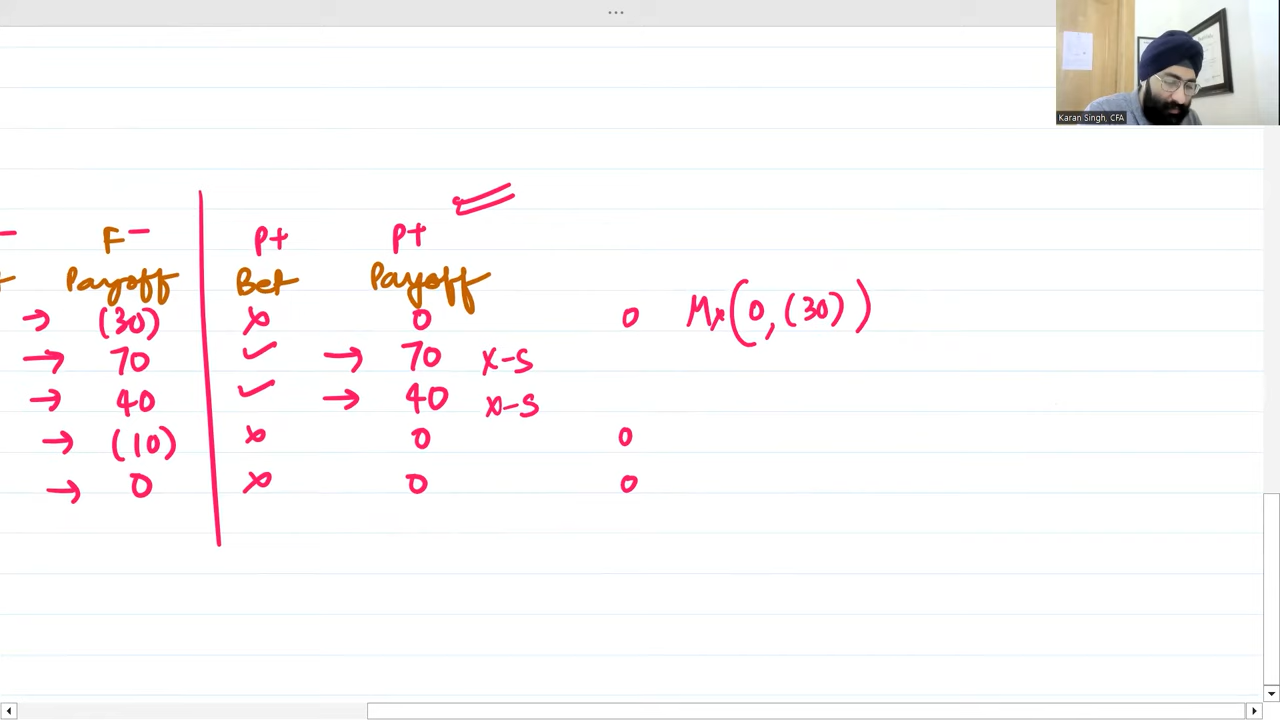 Karan Singh, CFA
F- P+ P+
Payoff Bet Payoff
→ (30) × 0 0 Mx(0, (30))
→ 70 ✓ → 70 X-S
→ 40 ✓ → 40 X-S
→ (10) × 0 0
→ 0 × 0 0